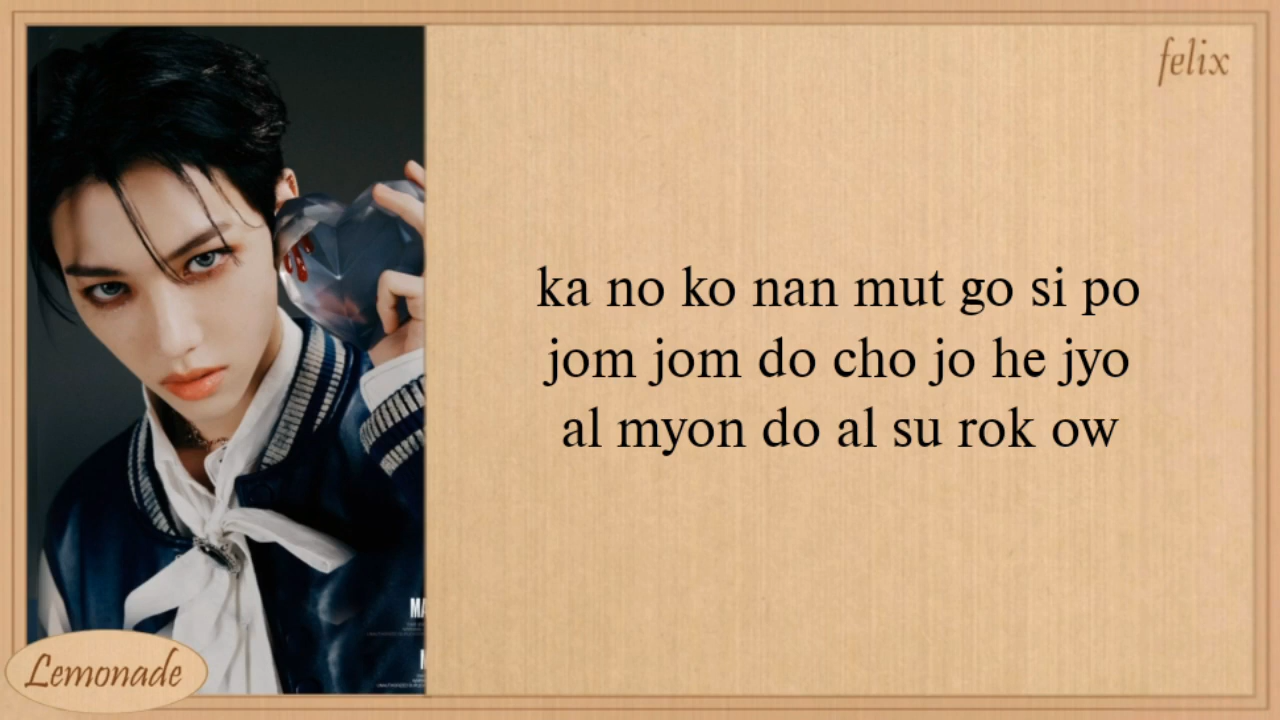 felix
ka no ko nan mut go si po
jom jom do cho jo he jyo
al myon do al su rok ow
Lemonade